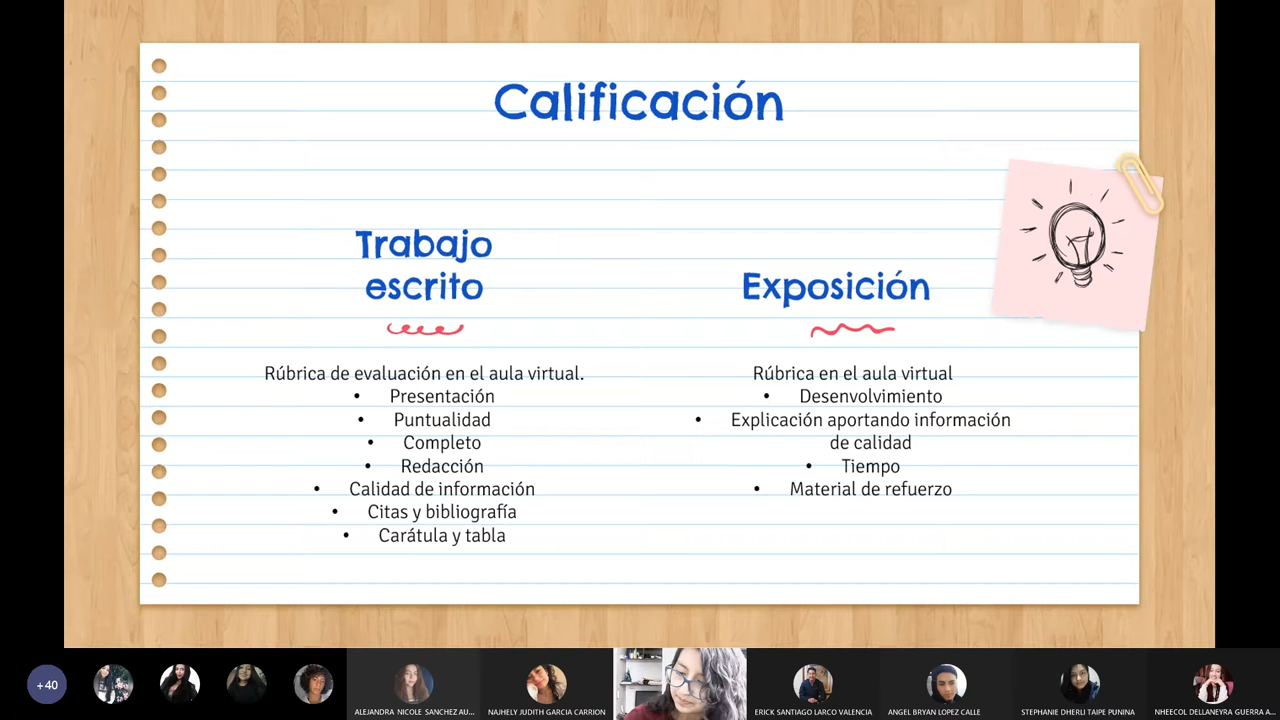 Calificación
Trabajo
escrito
Rúbrica de evaluación en el aula virtual.
• Presentación
• Puntualidad
• Completo
• Redacción
• Calidad de información
• Citas y bibliografía
• Carátula y tabla
Exposición
Rúbrica en el aula virtual
• Desenvolvimiento
• Explicación aportando información
de calidad
• Tiempo
• Material de refuerzo
+40
ALEJANDRA NICOLE SANCHEZ AU...
NAJHELY JUDITH GARCIA CARRION
ERICK SANTIAGO LARCO VALENCIA
ANGEL BRYAN LOPEZ CALLE
STEPHANIE DHERLI TAIPE PUNINA
NHEECOL DELLANEYRA GUERRA A...